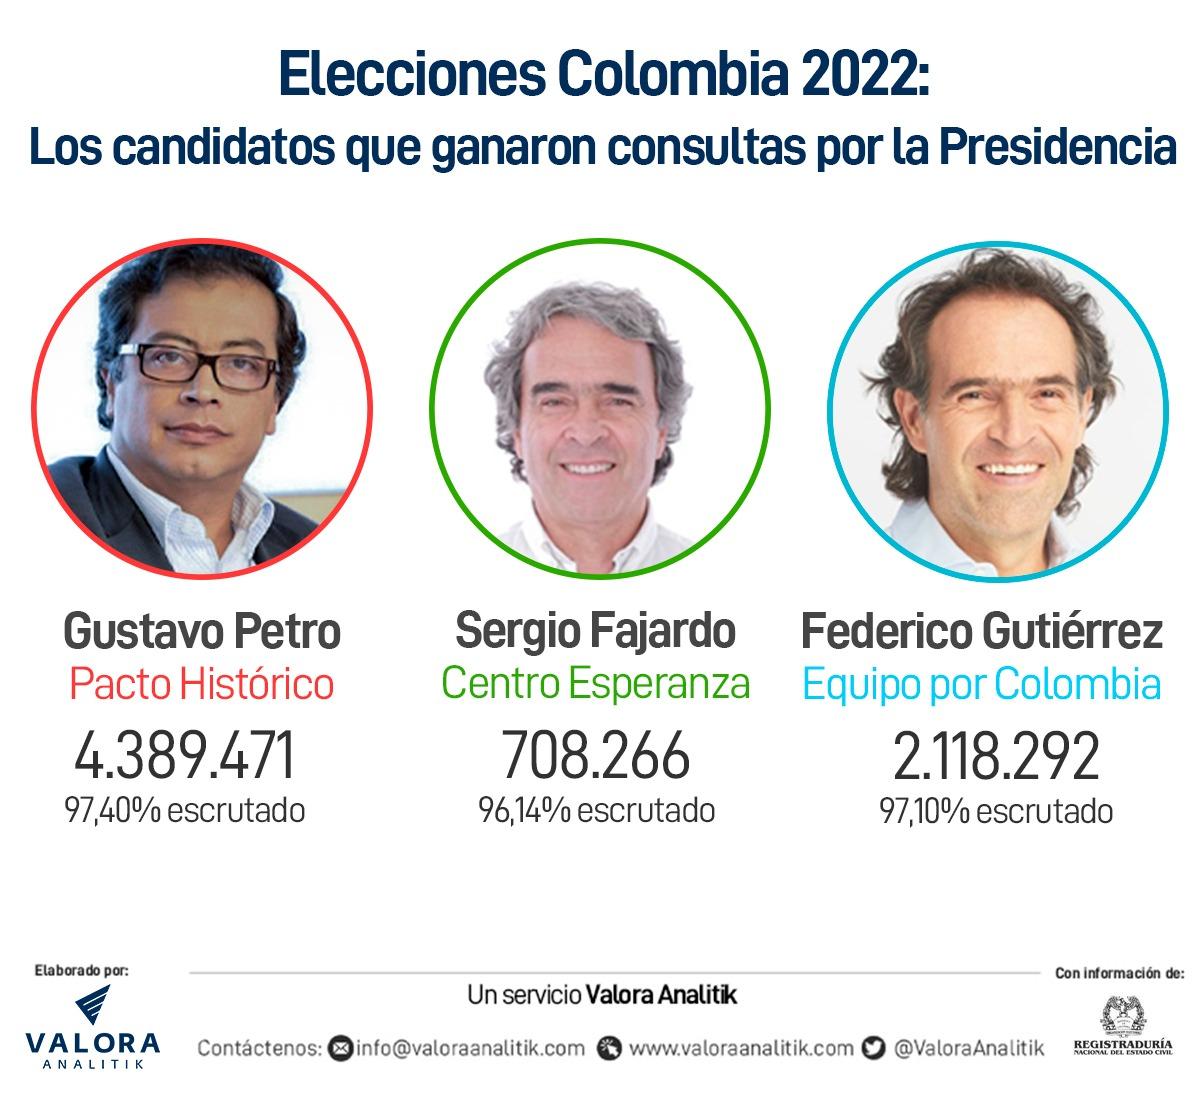 Elecciones Colombia 2022:
Los candidatos que ganaron consultas por la Presidencia
Gustavo Petro
Pacto Histórico
4.389.471
97,40% escrutado
Sergio Fajardo
Centro Esperanza
708.266
96,14% escrutado
Federico Gutiérrez
Equipo por Colombia
2.118.292
97,10% escrutado
Elaborado por:
VALORA
ANALITIK
Un servicio Valora Analitik
Contáctenos: info@valoraanalitik.com www.valoraanalitik.com @ValoraAnalitik
Con información de:
REGISTRADURÍA
NACIONAL DEL ESTADO CIVIL